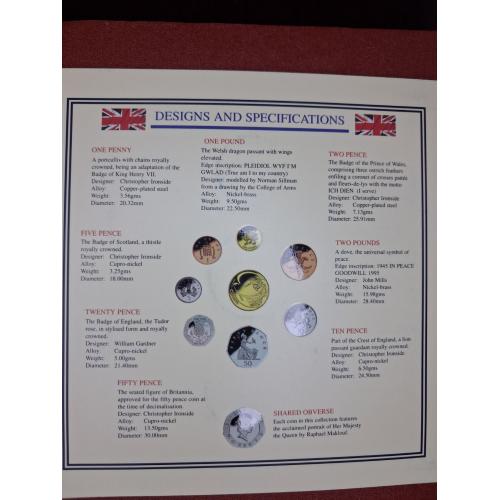 DESIGNS AND SPECIFICATIONS
ONE PENNY
A portcullis with chains royally
crowned, being an adaptation of the
Badge of King Henry VII.
Designer: Christopher Ironside
Alloy: Copper-plated steel
Weight: 3.56gms
Diameter: 20.32mm
ONE POUND
The Welsh dragon passant with wings
elevated.
Edge inscription: PLEIDIOL WYF I'M
GWLAD (True am I to my country)
Designer: modelled by Norman Sillman
from a drawing by the College of Arms
Alloy: Nickel-brass
Weight: 9.50gms
Diameter: 22.50mm
TWO PENCE
The Badge of the Prince of Wales,
comprising three ostrich feathers
enfiling a coronet of crosses pattée
and fleurs-de-lys with the motto
ICH DIEN (I serve)
Designer: Christopher Ironside
Alloy: Copper-plated steel
Weight: 7.13gms
Diameter: 25.91mm
FIVE PENCE
The Badge of Scotland, a thistle
royally crowned.
Designer: Christopher Ironside
Alloy: Cupro-nickel
Weight: 3.25gms
Diameter: 18.00mm
TWO POUNDS
A dove, the universal symbol of
peace.
Edge inscription: 1945 IN PEACE
GOODWILL 1995
Designer: John Mills
Alloy: Nickel-brass
Weight: 15.98gms
Diameter: 28.40mm
TWENTY PENCE
The Badge of England, the Tudor
rose, in stylised form and royally
crowned.
Designer: William Gardner
Alloy: Cupro-nickel
Weight: 5.00gms
Diameter: 21.40mm
TEN PENCE
Part of the Crest of England, a lion
passant guardant royally crowned.
Designer: Christopher Ironside
Alloy: Cupro-nickel
Weight: 6.50gms
Diameter: 24.50mm
50
FIFTY PENCE
The seated figure of Britannia,
approved for the fifty pence coin at
the time of decimalisation.
Designer: Christopher Ironside
Alloy: Cupro-nickel
Weight: 13.50gms
Diameter: 30.00mm
SHARED OBVERSE
Each coin in this collection features
the acclaimed portrait of Her Majesty
the Queen by Raphael Maklouf.